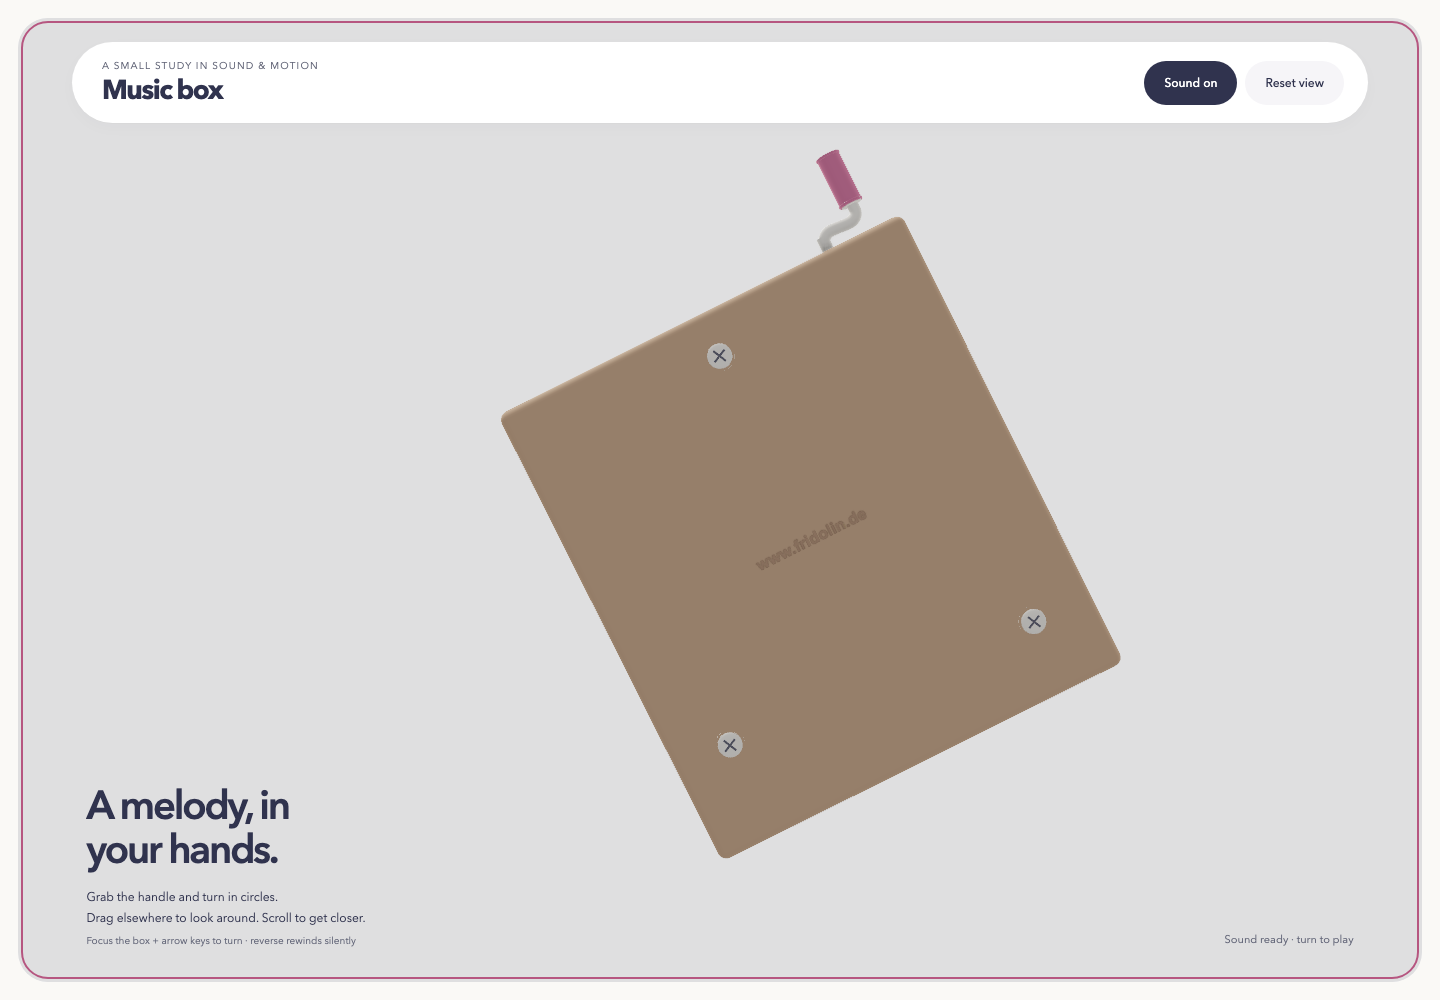 A SMALL STUDY IN SOUND & MOTION
Music box
Sound on
Reset view
www.fridolin.de
A melody, in
your hands.
Grab the handle and turn in circles.
Drag elsewhere to look around. Scroll to get closer.
Focus the box + arrow keys to turn · reverse rewinds silently
Sound ready · turn to play